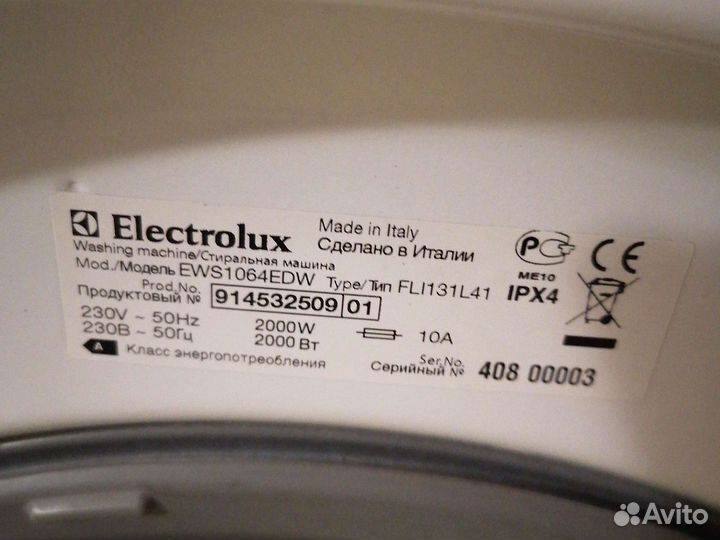 Electrolux
Made in Italy
Сделано в Италии
Washing machine/Стиральная машина
Mod./Модель EWS1064EDW Type/Тип FLI131L41
Prod.No.
Продуктовый № 914532509 01
230V ~ 50Hz 2000W
230В ~ 50Гц 2000 Вт
10A
A Класс энергопотребления
Ser.No.
Серийный № 408 00003
РС
ME10
IPX4
CE
Avito